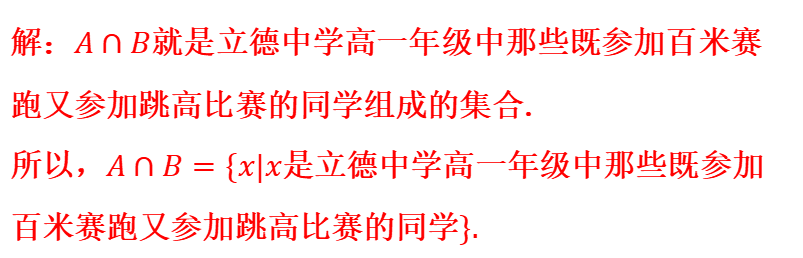 解：A∩B就是立德中学高一年级中那些既参加百米赛
跑又参加跳高比赛的同学组成的集合.
所以，A∩B={x|x是立德中学高一年级中那些既参加
百米赛跑又参加跳高比赛的同学}.